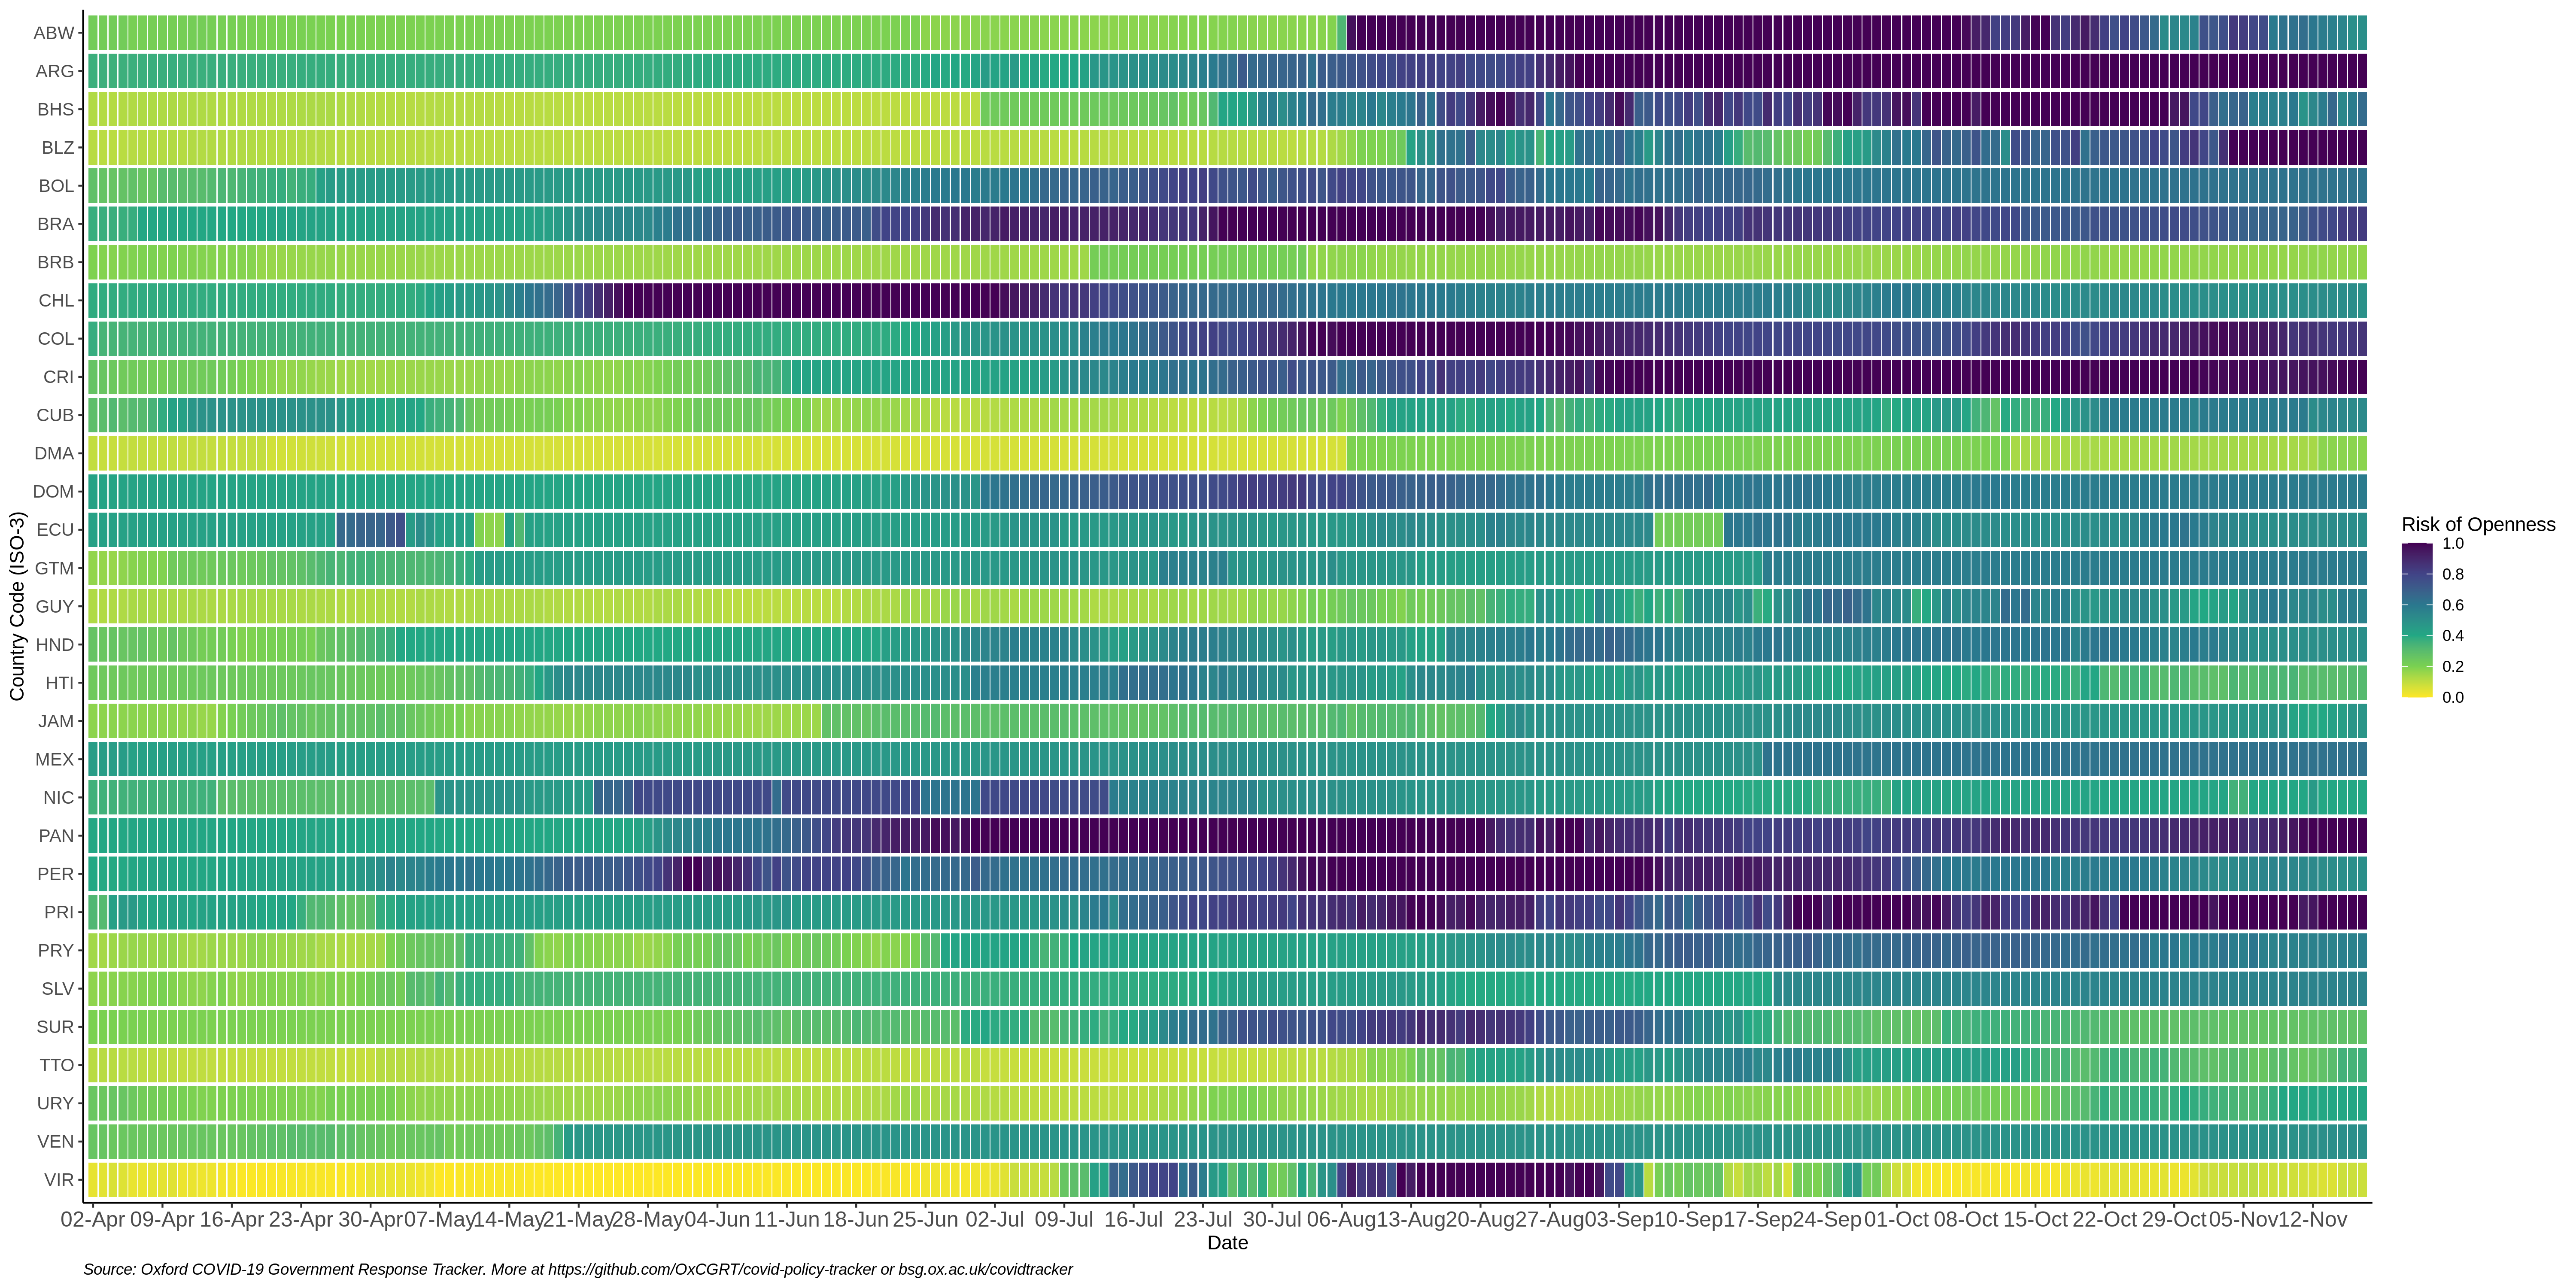 ABW
ARG
BHS
BLZ
BOL
BRA
BRB
CHL
COL
CRI
CUB
DMA
DOM
ECU
GTM
GUY
HND
HTI
JAM
MEX
NIC
PAN
PER
PRI
PRY
SLV
SUR
TTO
URY
VEN
VIR
Country Code (ISO-3)
02-Apr 09-Apr 16-Apr 23-Apr 30-Apr 07-May 14-May 21-May 28-May 04-Jun 11-Jun 18-Jun 25-Jun 02-Jul 09-Jul 16-Jul 23-Jul 30-Jul 06-Aug 13-Aug 20-Aug 27-Aug 03-Sep 10-Sep 17-Sep 24-Sep 01-Oct 08-Oct 15-Oct 22-Oct 29-Oct 05-Nov 12-Nov
Date
Risk of Openness
1.0
0.8
0.6
0.4
0.2
0.0
Source: Oxford COVID-19 Government Response Tracker. More at https://github.com/OxCGRT/covid-policy-tracker or bsg.ox.ac.uk/covidtracker